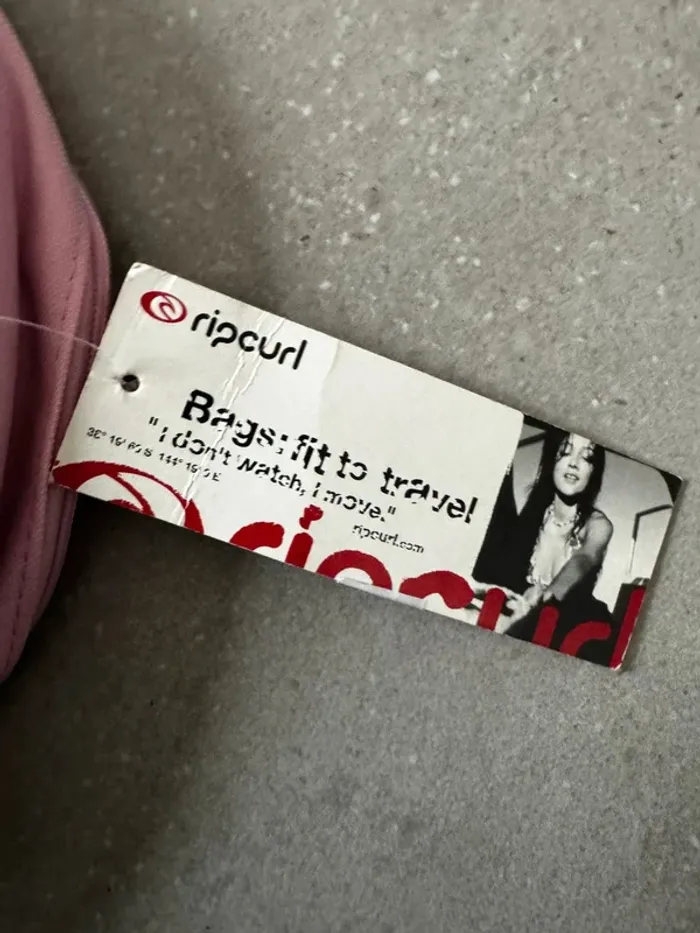 ripcurl
Bags: fit to travel
"I don't watch, I move."
ripcurl.com
ripcurl